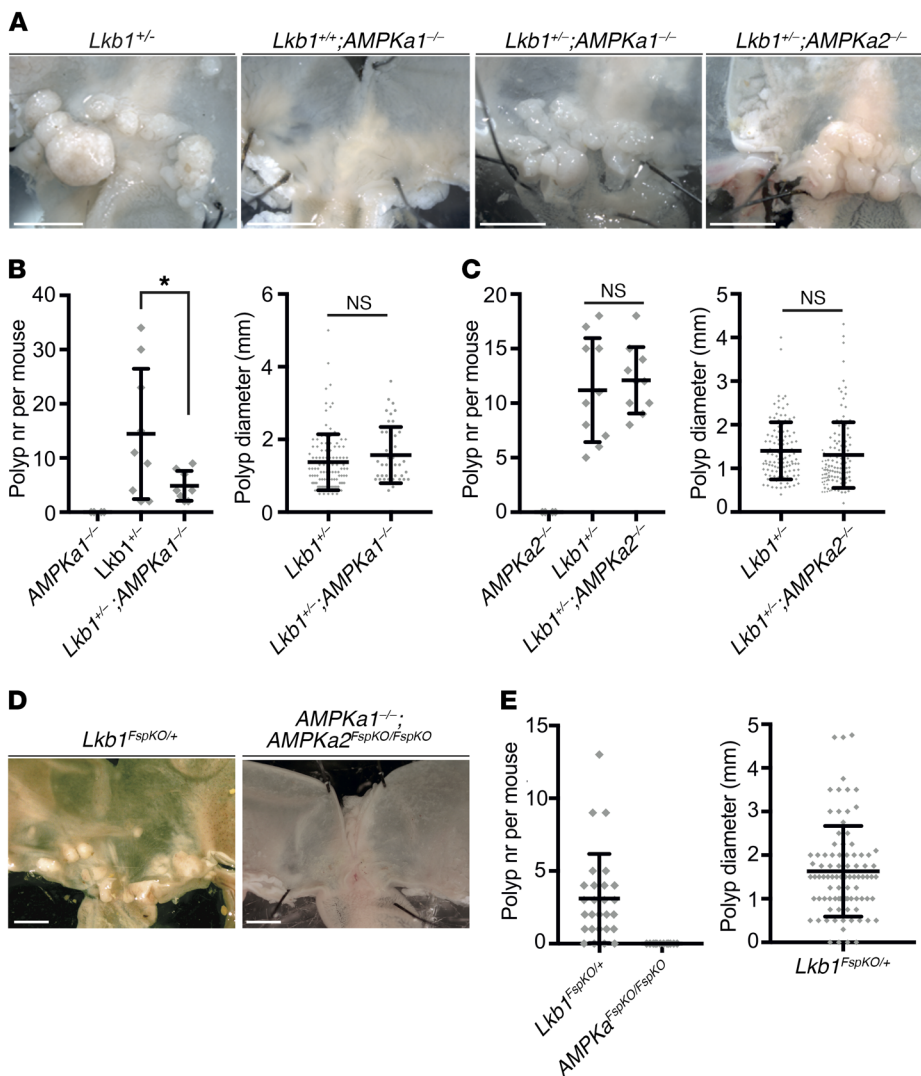 A
Lkb1+/-
Lkb1+/+;AMPKa1–/–
Lkb1+/–;AMPKa1–/–
Lkb1+/–;AMPKa2–/–
B
Polyp nr per mouse
40
30
20
10
0
*
AMPKa1–/–
Lkb1+/–
Lkb1+/–;AMPKa1–/–
Polyp diameter (mm)
6
4
2
0
NS
Lkb1+/–
Lkb1+/–;AMPKa1–/–
C
Polyp nr per mouse
20
15
10
5
0
NS
AMPKa2–/–
Lkb1+/–
Lkb1+/–;AMPKa2–/–
Polyp diameter (mm)
5
4
3
2
1
0
NS
Lkb1+/–
Lkb1+/–;AMPKa2–/–
D
Lkb1FspKO/+
AMPKa1–/–;
AMPKa2FspKO/FspKO
E
Polyp nr per mouse
15
10
5
0
Lkb1FspKO/+
AMPKaFspKO/FspKO
Polyp diameter (mm)
5
4
3
2
1
0
Lkb1FspKO/+